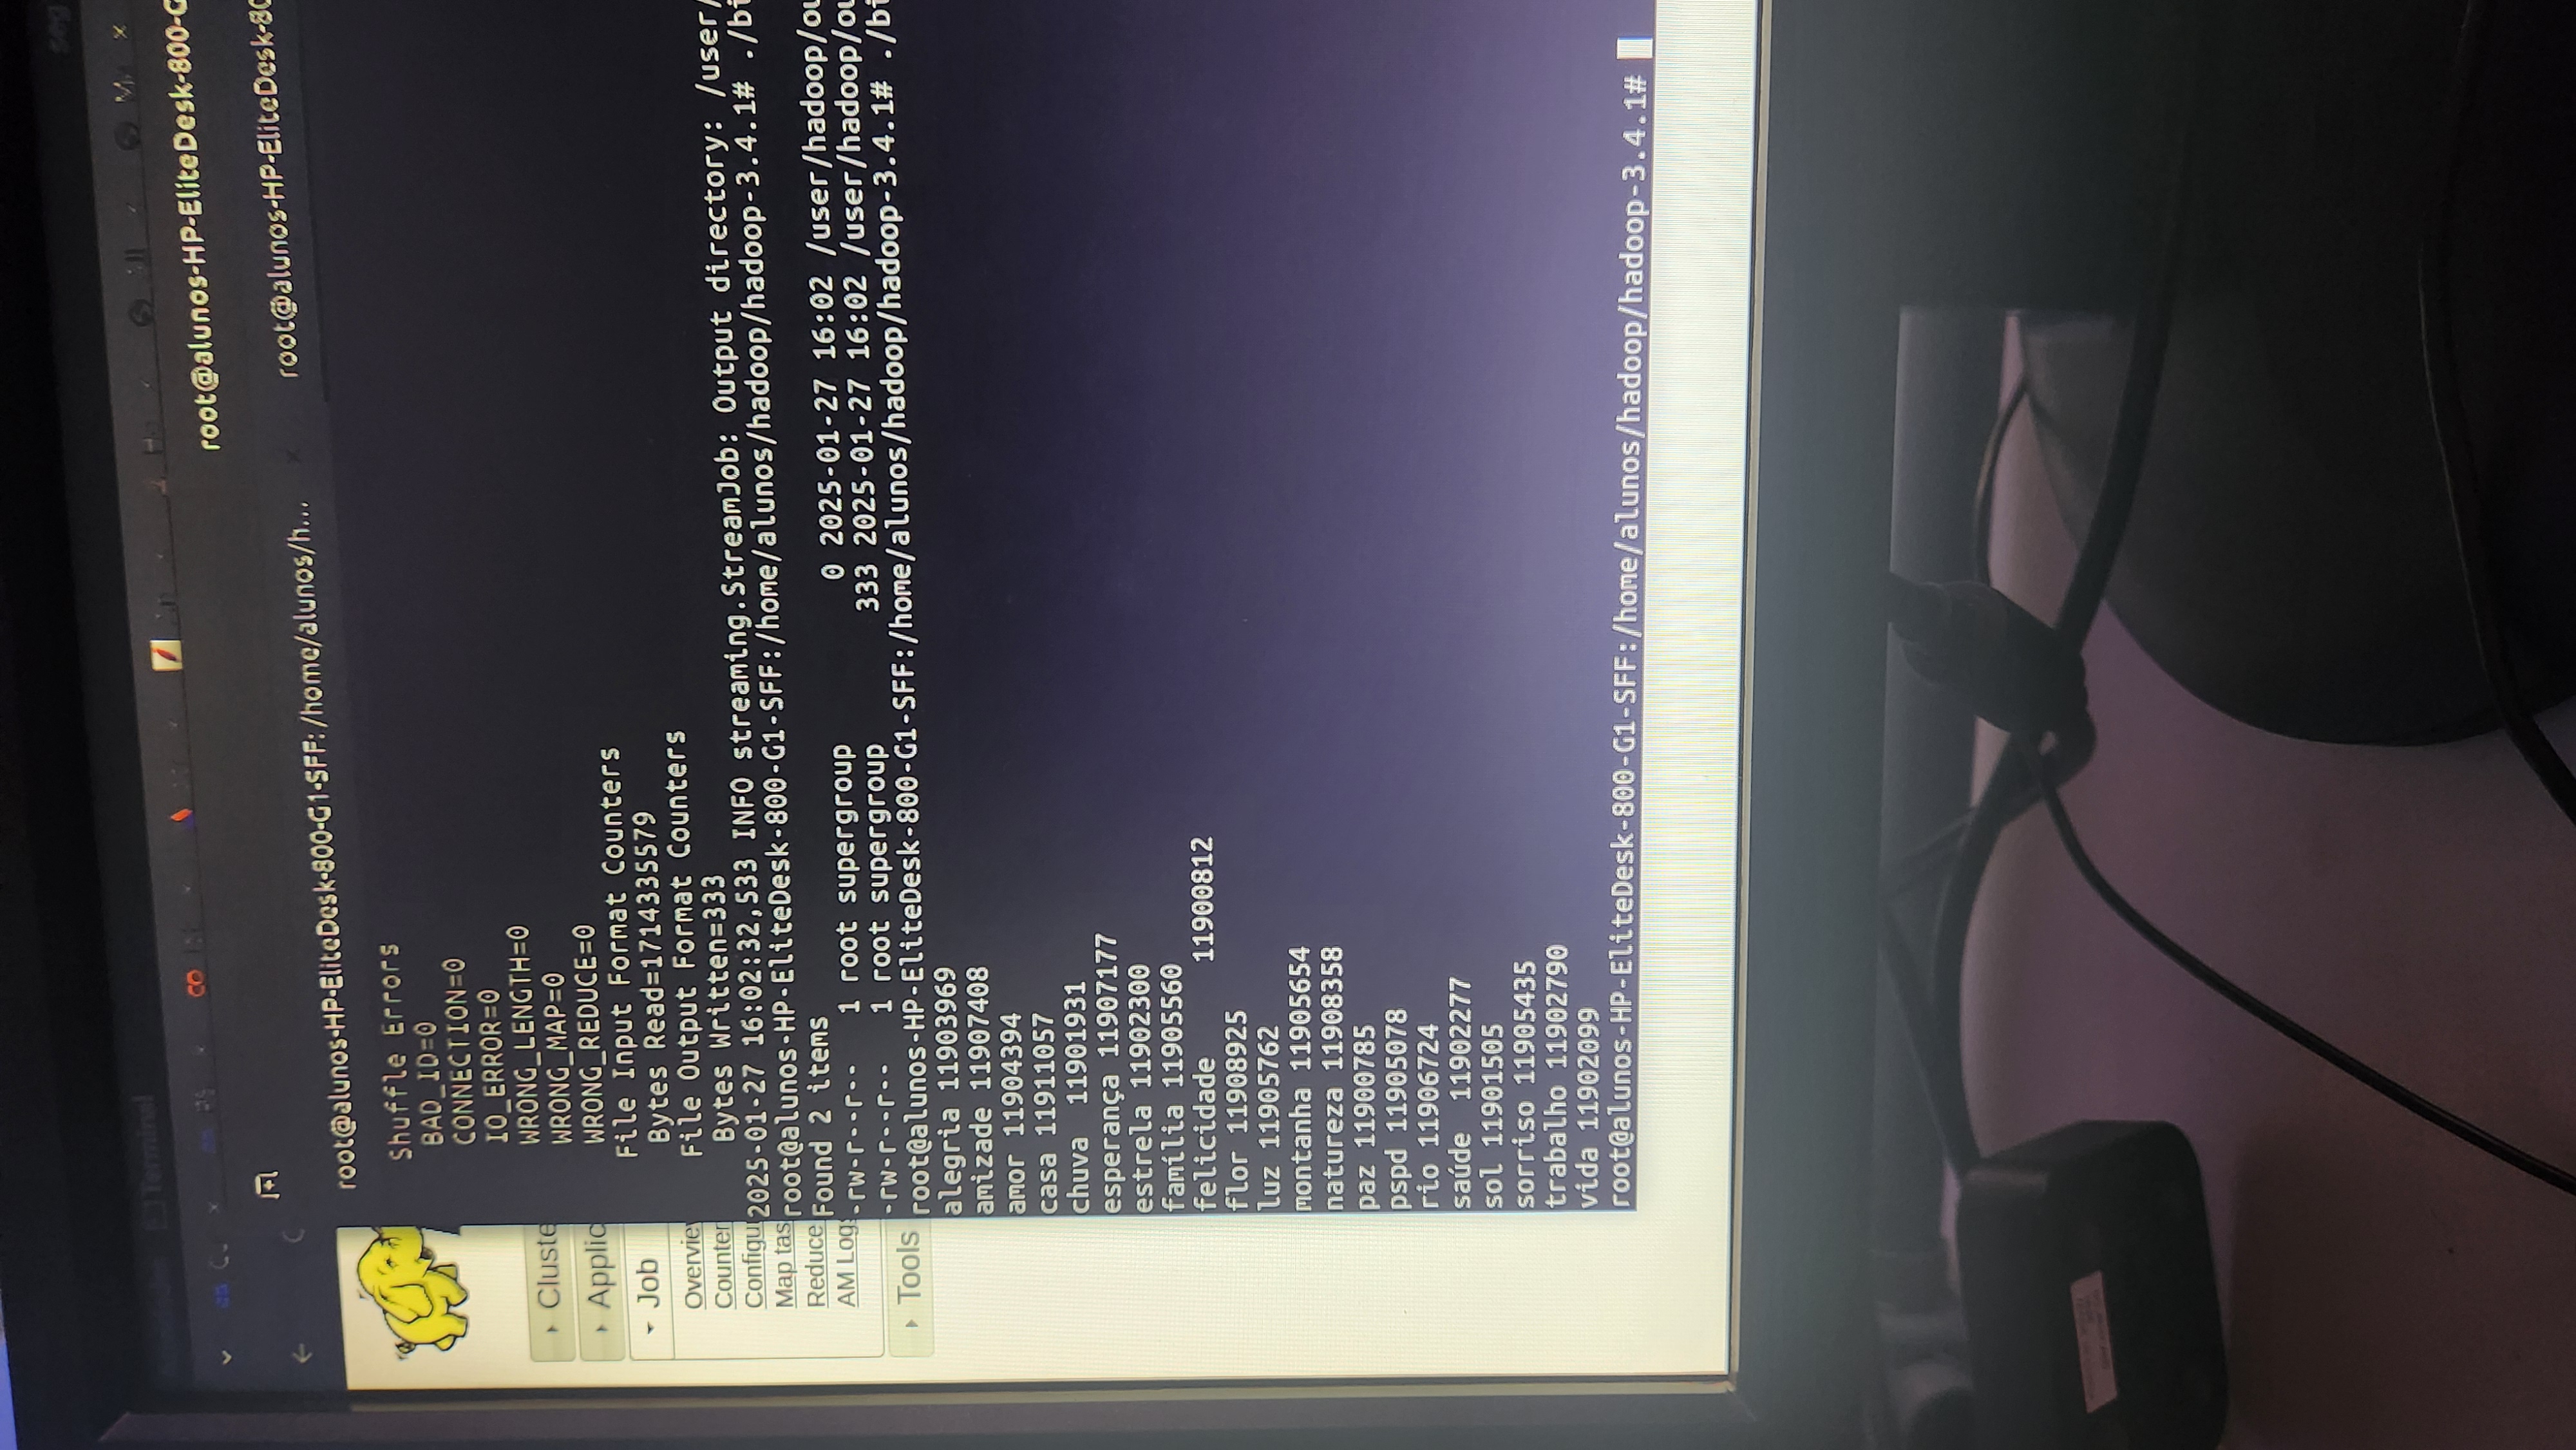 seg
Terminal
root@alunos-HP-EliteDesk-800-G
root@alunos-HP-EliteDesk-800-G1-SFF: /home/alunos/h...
root@alunos-HP-EliteDesk-80
Shuffle Errors
BAD_ID=0
CONNECTION=0
IO_ERROR=0
WRONG_LENGTH=0
WRONG_MAP=0
WRONG_REDUCE=0
File Input Format Counters
Bytes Read=1714335579
File Output Format Counters
Bytes Written=333
2025-01-27 16:02:32,533 INFO streaming.StreamJob: Output directory: /user/
root@alunos-HP-EliteDesk-800-G1-SFF:/home/alunos/hadoop/hadoop-3.4.1# ./bi
Found 2 items
-rw-r--r-- 1 root supergroup 0 2025-01-27 16:02 /user/hadoop/ou
-rw-r--r-- 1 root supergroup 333 2025-01-27 16:02 /user/hadoop/ou
root@alunos-HP-EliteDesk-800-G1-SFF:/home/alunos/hadoop/hadoop-3.4.1# ./bi
alegria 11903969
amizade 11907408
amor 11904394
casa 11911057
chuva 11901931
esperança 11907177
estrela 11902300
família 11905560
felicidade 11900812
flor 11908925
luz 11905762
montanha 11905654
natureza 11908358
paz 11900785
pspd 11905078
rio 11906724
saúde 11902277
sol 11901505
sorriso 11905435
trabalho 11902790
vida 11902099
root@alunos-HP-EliteDesk-800-G1-SFF:/home/alunos/hadoop/hadoop-3.4.1#
Cluste
Applic
Job
Overvie
Counter
Configu
Map tas
Reduce
AM Log
Tools